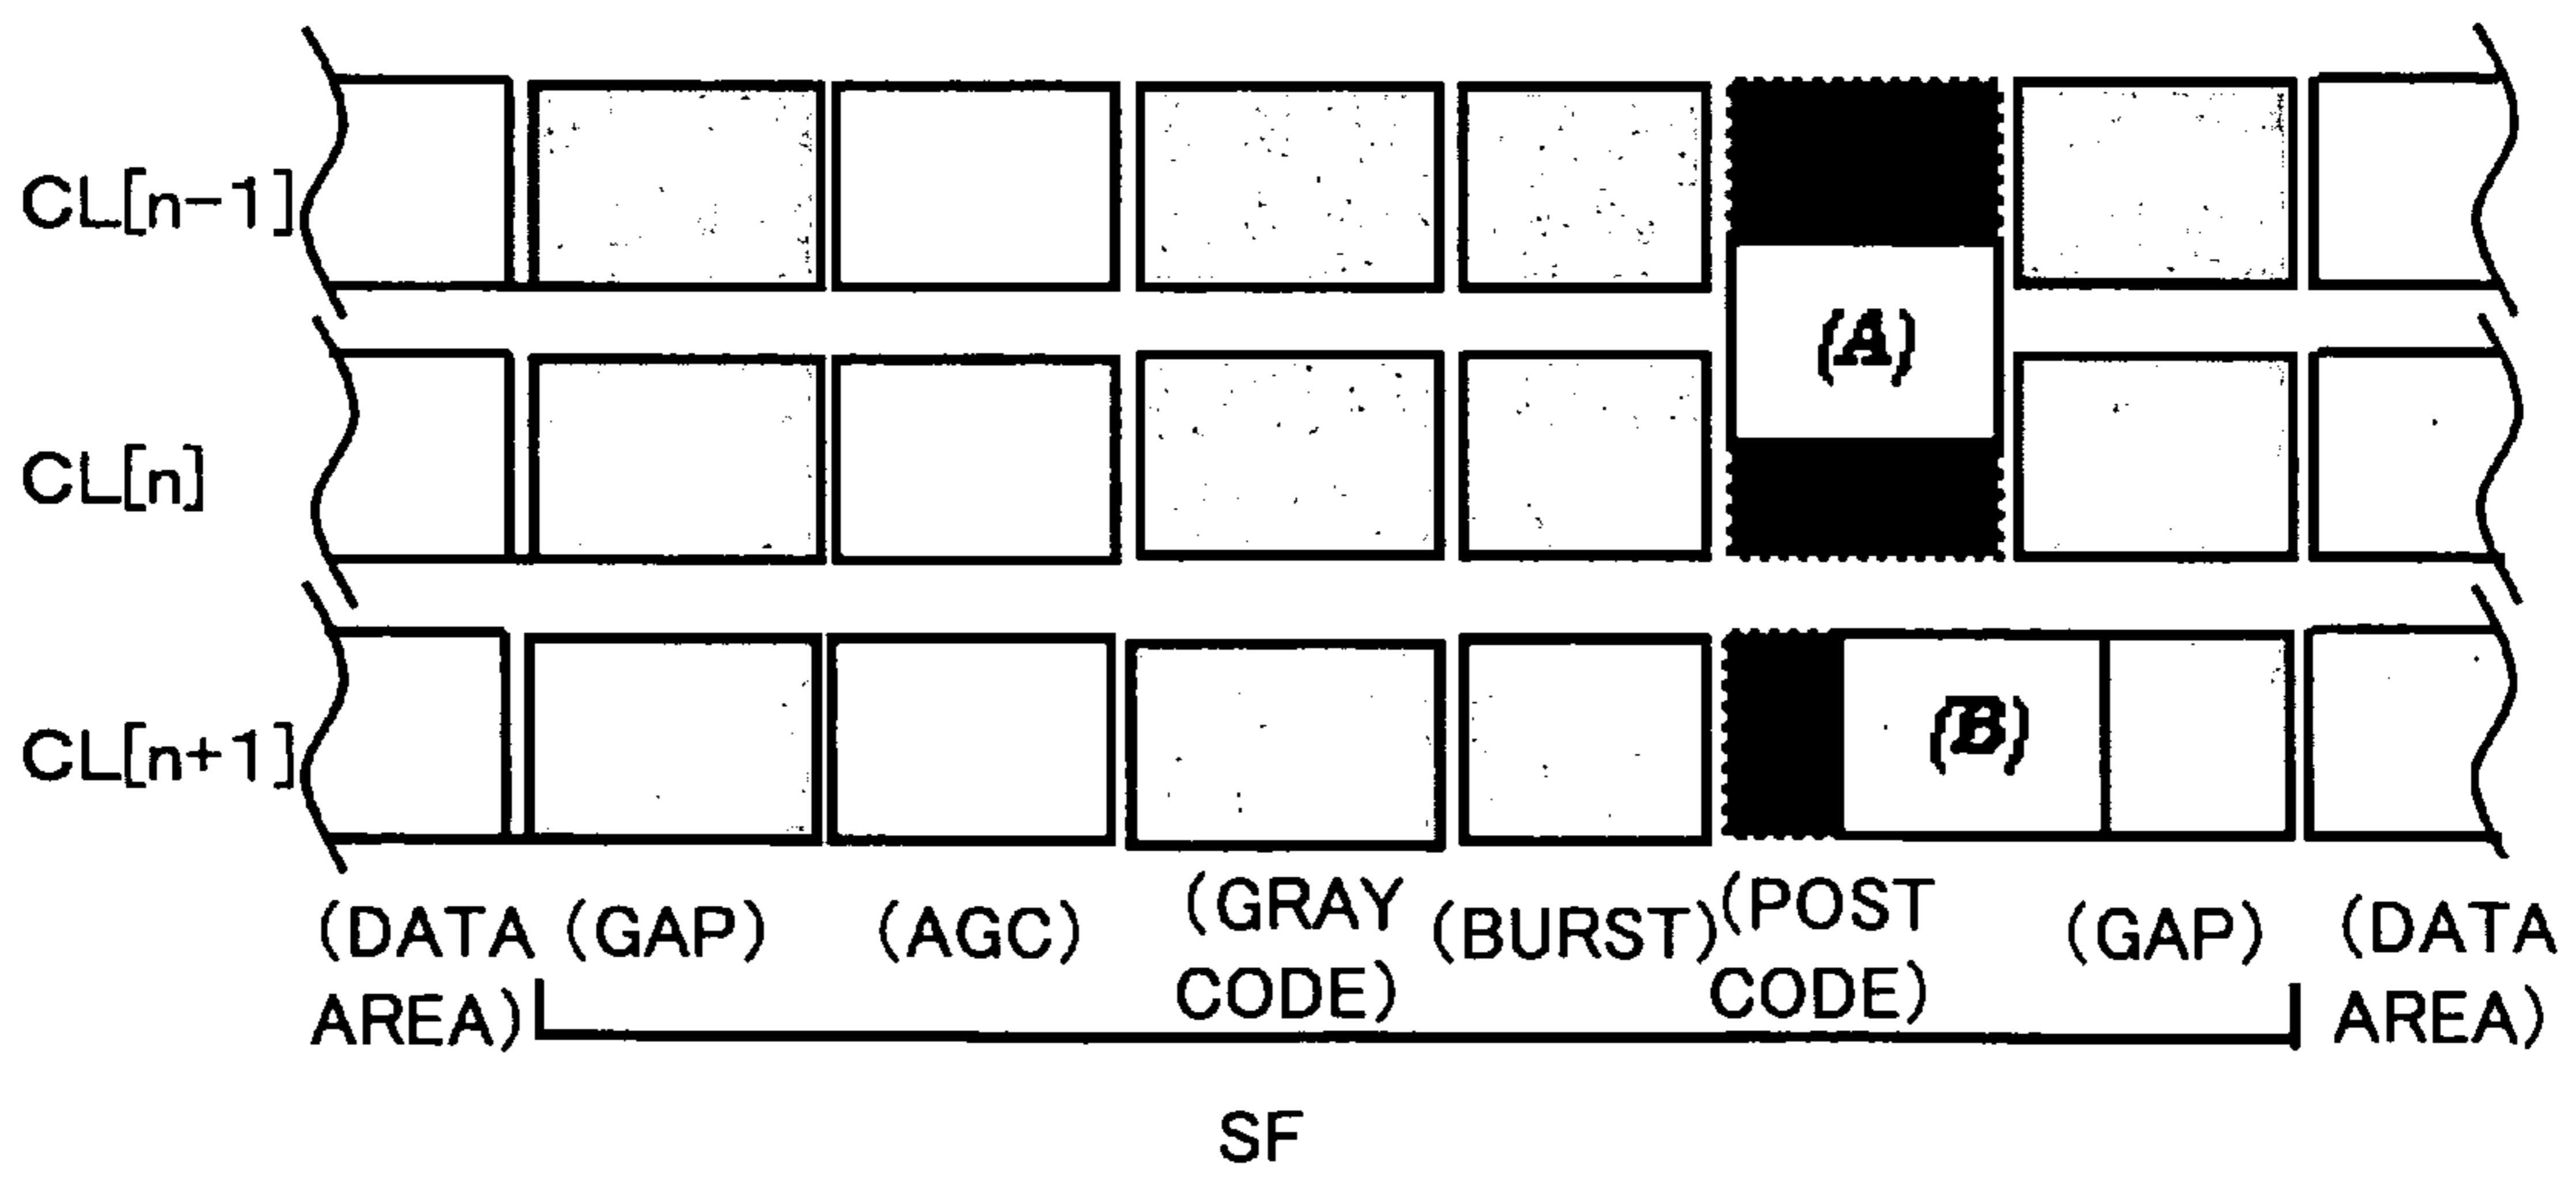 CL[n-1]
(A)
CL[n]
CL[n+1]
(B)
(DATA AREA)
(GAP)
(AGC)
(GRAY CODE)
(BURST)
(POST CODE)
(GAP)
(DATA AREA)
SF